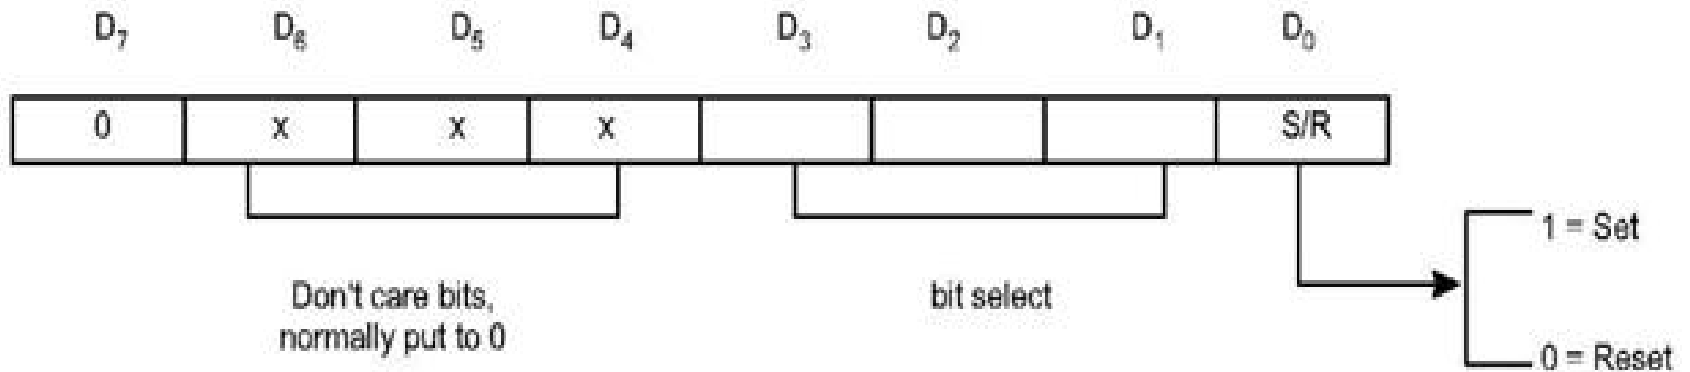 D₇ D₆ D₅ D₄ D₃ D₂ D₁ D₀
0 x x x S/R
1 = Set
Don't care bits,
normally put to 0
bit select
0 = Reset